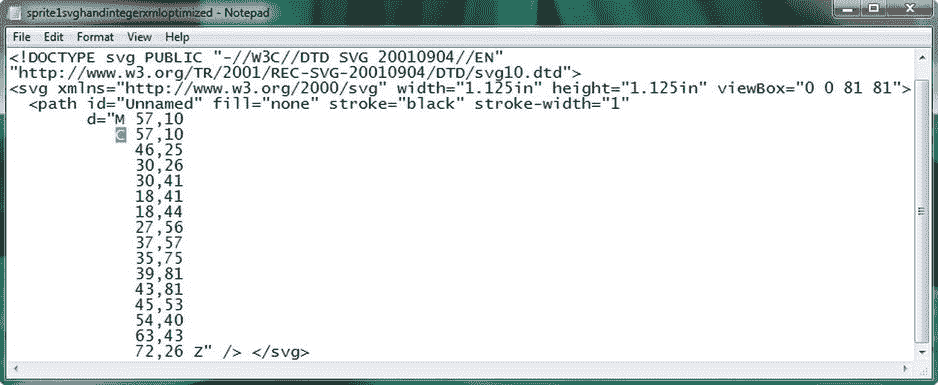 sprite1svghandintegerxmloptimized - Notepad
File Edit Format View Help
<!DOCTYPE svg PUBLIC "-//W3C//DTD SVG 20010904//EN"
"http://www.w3.org/TR/2001/REC-SVG-20010904/DTD/svg10.dtd">
<svg xmlns="http://www.w3.org/2000/svg" width="1.125in" height="1.125in" viewBox="0 0 81 81">
<path id="Unnamed" fill="none" stroke="black" stroke-width="1"
d="M 57,10
C 57,10
46,25
30,26
30,41
18,41
18,44
27,56
37,57
35,75
39,81
43,81
45,53
54,40
63,43
72,26 Z" /> </svg>